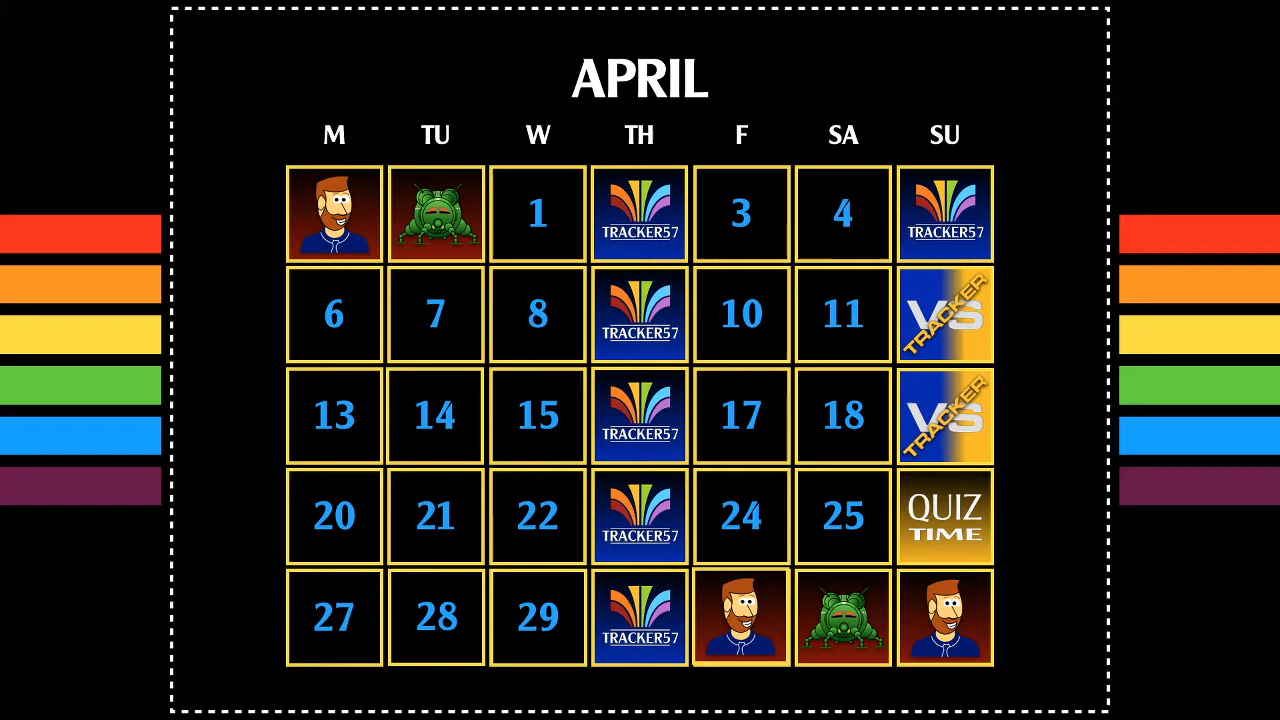 APRIL
M TU W TH F SA SU
1 TRACKER57 3 4 TRACKER57
6 7 8 TRACKER57 10 11 VS TRACKER
13 14 15 TRACKER57 17 18 VS TRACKER
20 21 22 TRACKER57 24 25 QUIZ TIME
27 28 29 TRACKER57